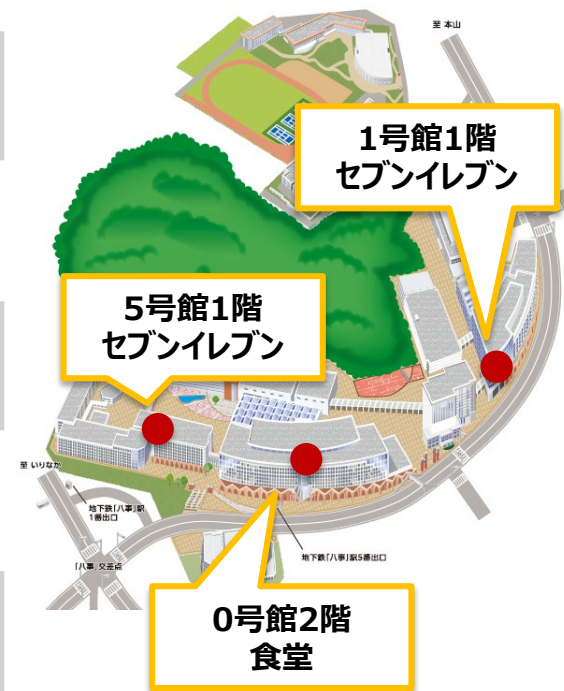 至 本山
1号館1階
セブンイレブン
5号館1階
セブンイレブン
至 いりなか
地下鉄「八事」駅
1番出口
「八事」交差点
地下鉄「八事」駅5番出口
0号館2階
食堂